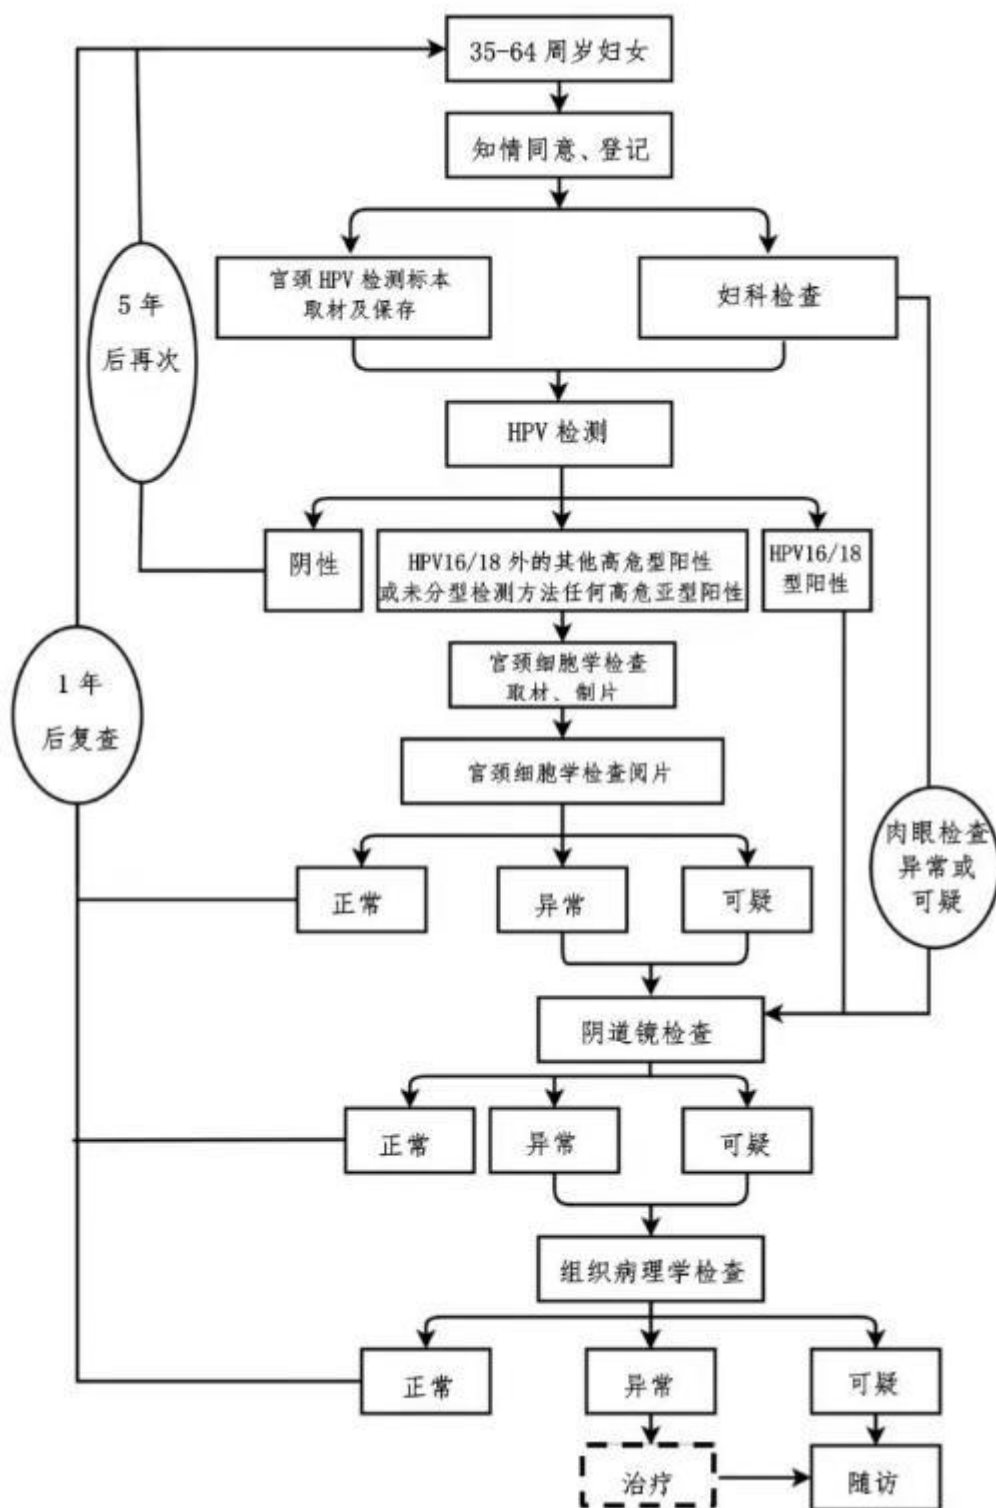 35-64 周岁妇女
知情同意、登记
宫颈 HPV 检测标本
取材及保存
妇科检查
5 年
后再次
HPV 检测
阴性
HPV16/18 外的其他高危型阳性
或未分型检测方法任何高危亚型阳性
HPV16/18
型阳性
宫颈细胞学检查
取材、制片
1 年
后复查
宫颈细胞学检查阅片
肉眼检查
异常或
可疑
正常
异常
可疑
阴道镜检查
正常
异常
可疑
组织病理学检查
正常
异常
可疑
治疗
随访